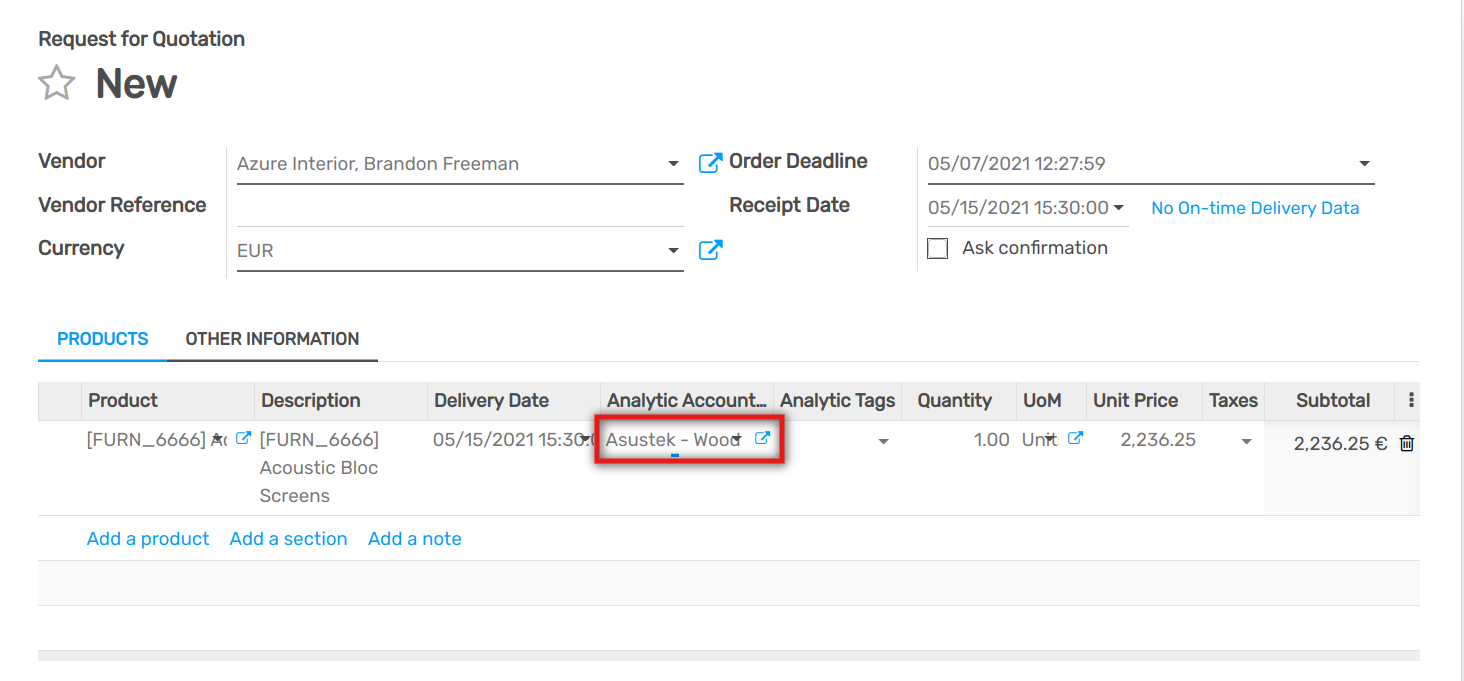 Request for Quotation
New
Vendor Azure Interior, Brandon Freeman Order Deadline 05/07/2021 12:27:59
Vendor Reference Receipt Date 05/15/2021 15:30:00 No On-time Delivery Data
Currency EUR Ask confirmation
PRODUCTS OTHER INFORMATION
Product Description Delivery Date Analytic Account... Analytic Tags Quantity UoM Unit Price Taxes Subtotal
[FURN_6666] [FURN_6666] 05/15/2021 15:30: Asustek - Wood 1.00 Unit 2,236.25 2,236.25 €
Acoustic Bloc
Screens
Add a product Add a section Add a note